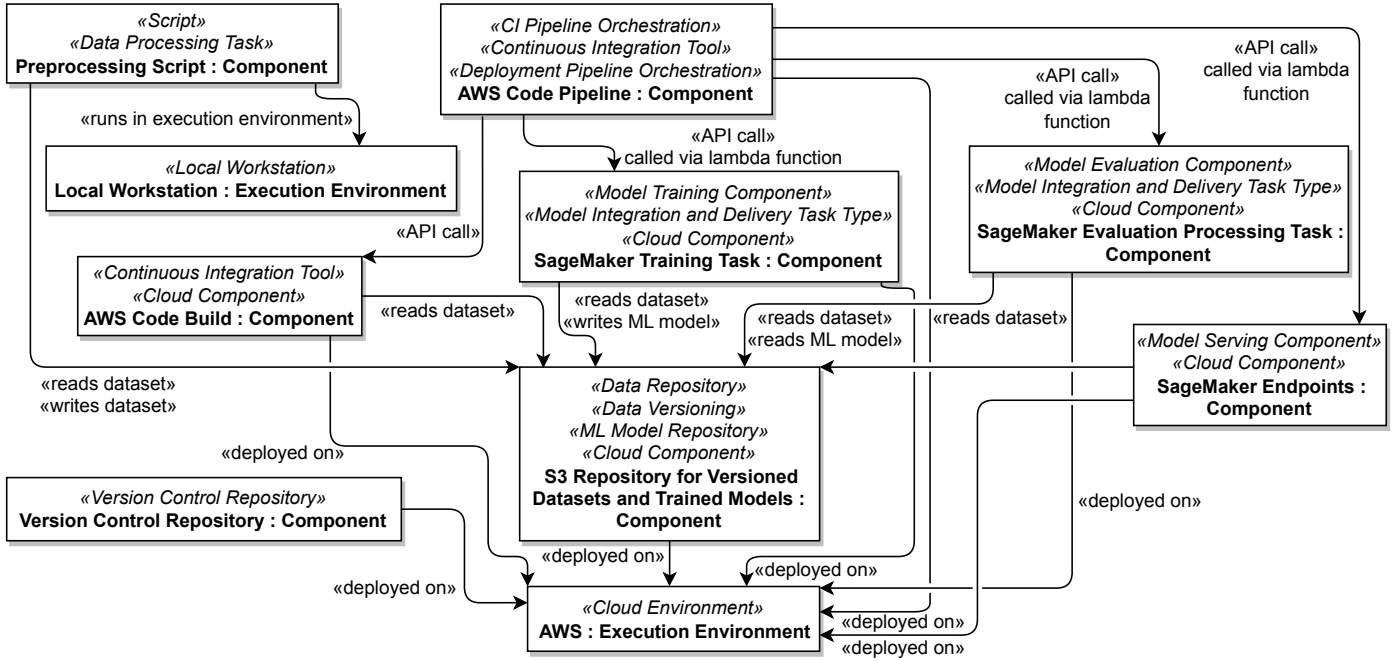 «Script»
«Data Processing Task»
Preprocessing Script : Component
«CI Pipeline Orchestration»
«Continuous Integration Tool»
«Deployment Pipeline Orchestration»
AWS Code Pipeline : Component
«API call»
called via lambda
function
«API call»
called via lambda
function
«runs in execution environment»
«API call»
called via lambda function
«Local Workstation»
Local Workstation : Execution Environment
«Model Training Component»
«Model Integration and Delivery Task Type»
«Cloud Component»
SageMaker Training Task : Component
«Model Evaluation Component»
«Model Integration and Delivery Task Type»
«Cloud Component»
SageMaker Evaluation Processing Task :
Component
«API call»
«Continuous Integration Tool»
«Cloud Component»
AWS Code Build : Component
«reads dataset»
«reads dataset»
«writes ML model»
«reads dataset»
«reads ML model»
«reads dataset»
«Model Serving Component»
«Cloud Component»
SageMaker Endpoints :
Component
«reads dataset»
«writes dataset»
«Data Repository»
«Data Versioning»
«ML Model Repository»
«Cloud Component»
S3 Repository for Versioned
Datasets and Trained Models :
Component
«deployed on»
«Version Control Repository»
Version Control Repository : Component
«deployed on»
«deployed on»
«deployed on»
«deployed on»
«Cloud Environment»
AWS : Execution Environment
«deployed on»
«deployed on»